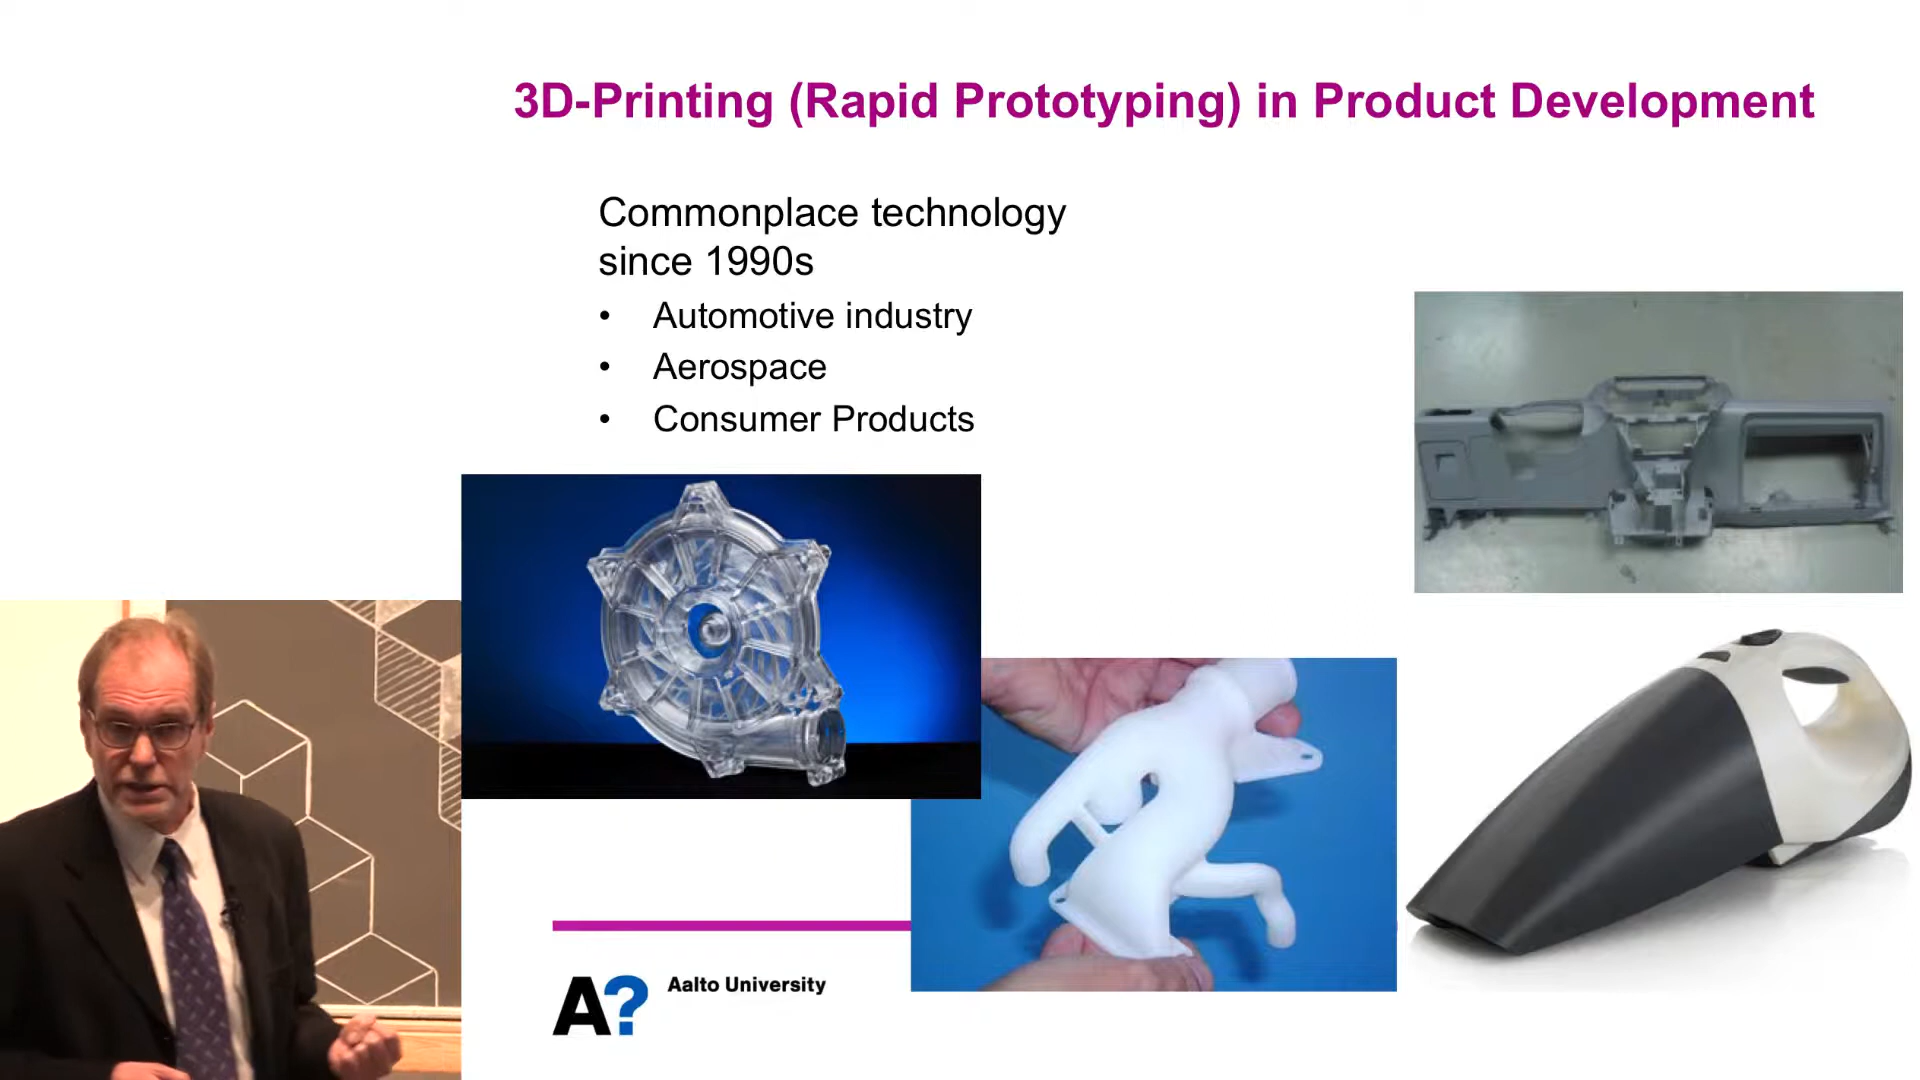 3D-Printing (Rapid Prototyping) in Product Development
Commonplace technology
since 1990s
• Automotive industry
• Aerospace
• Consumer Products
A? Aalto University